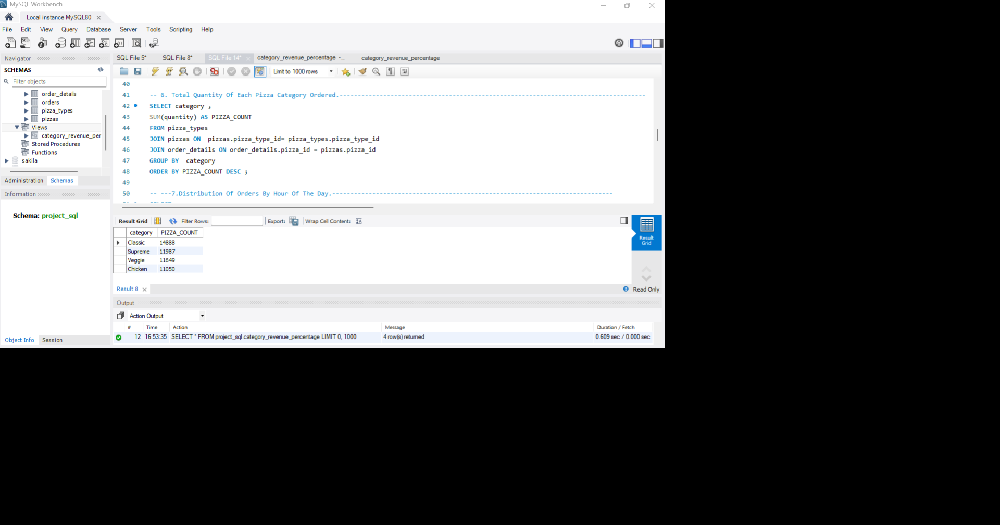 MySQL Workbench
Local instance MySQL80
File Edit View Query Database Server Tools Scripting Help
Navigator
SCHEMAS
Filter objects
order_details
orders
pizza_types
pizzas
Views
category_revenue_per
Stored Procedures
Functions
sakila
Administration Schemas
Information
Schema: project_sql
Object Info Session
SQL File 5* SQL File 8* SQL File 14* category_revenue_percentage -... category_revenue_percentage
Limit to 1000 rows
40
41 -- 6. Total Quantity Of Each Pizza Category Ordered.------------------------------------------------------------------------------------
42 SELECT category ,
43 SUM(quantity) AS PIZZA_COUNT
44 FROM pizza_types
45 JOIN pizzas ON  pizzas.pizza_type_id= pizza_types.pizza_type_id
46 JOIN order_details ON order_details.pizza_id = pizzas.pizza_id
47 GROUP BY  category
48 ORDER BY PIZZA_COUNT DESC ;
49
50 -- ---7.Distribution Of Orders By Hour Of The Day.-----------------------------------------------------------------------------
Result Grid Filter Rows: Export: Wrap Cell Content:
category PIZZA_COUNT
Classic 14888
Supreme 11987
Veggie 11649
Chicken 11050
Result Grid
Result 8
Read Only
Output
Action Output
# Time Action Message Duration / Fetch
12 16:53:35 SELECT * FROM project_sql.category_revenue_percentage LIMIT 0, 1000 4 row(s) returned 0.609 sec / 0.000 sec